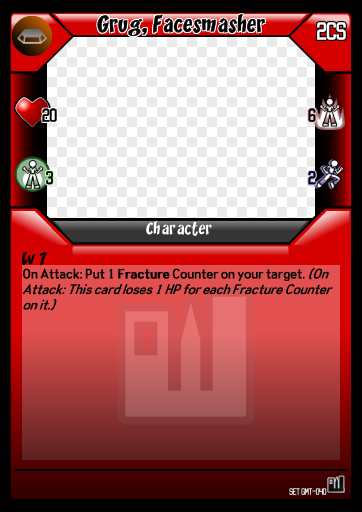 Grug, Facesmasher
2CS
20
6
3
2
Character
Lv 1
On Attack: Put 1 Fracture Counter on your target. (On
Attack: This card loses 1 HP for each Fracture Counter
on it.)
SET GMT-040